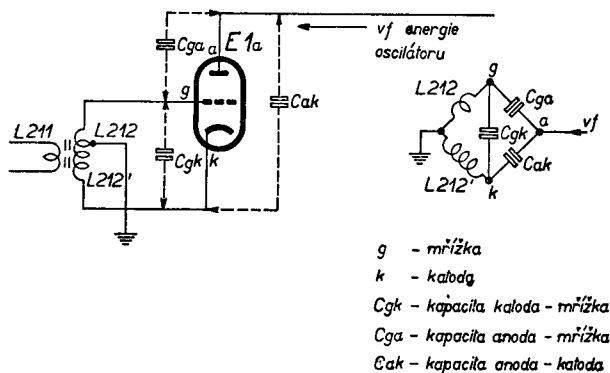 vf energie
oscilátoru
Cga
a
E1a
g
Cak
L211
L212
Cgk
k
L212'
g
L212
Cga
Cgk
a
vf
Cak
L212'
k
g - mřížka
k - katoda
Cgk - kapacita katoda - mřížka
Cga - kapacita anoda - mřížka
Cak - kapacita anoda - katoda